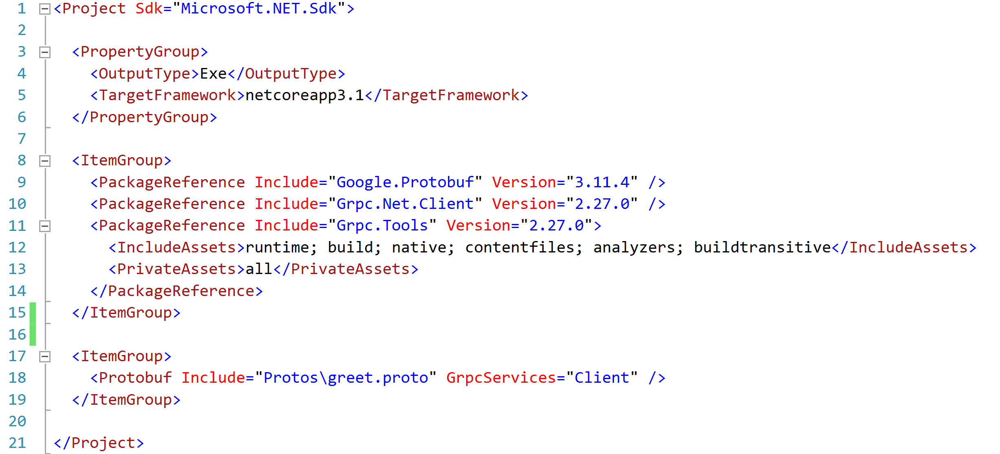 1 <Project Sdk="Microsoft.NET.Sdk">
2
3 <PropertyGroup>
4 <OutputType>Exe</OutputType>
5 <TargetFramework>netcoreapp3.1</TargetFramework>
6 </PropertyGroup>
7
8 <ItemGroup>
9 <PackageReference Include="Google.Protobuf" Version="3.11.4" />
10 <PackageReference Include="Grpc.Net.Client" Version="2.27.0" />
11 <PackageReference Include="Grpc.Tools" Version="2.27.0">
12 <IncludeAssets>runtime; build; native; contentfiles; analyzers; buildtransitive</IncludeAssets>
13 <PrivateAssets>all</PrivateAssets>
14 </PackageReference>
15 </ItemGroup>
16
17 <ItemGroup>
18 <Protobuf Include="Protos\greet.proto" GrpcServices="Client" />
19 </ItemGroup>
20
21 </Project>